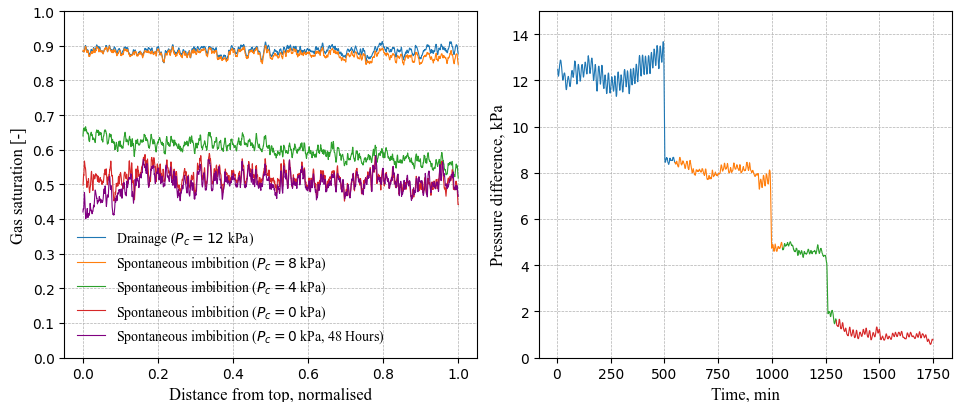 1.0
0.9
0.8
0.7
0.6
0.5
0.4
0.3
0.2
0.1
0.0
Gas saturation [-]
Drainage (P_c = 12 kPa)
Spontaneous imbibition (P_c = 8 kPa)
Spontaneous imbibition (P_c = 4 kPa)
Spontaneous imbibition (P_c = 0 kPa)
Spontaneous imbibition (P_c = 0 kPa, 48 Hours)
0.0 0.2 0.4 0.6 0.8 1.0
Distance from top, normalised
14
12
10
8
6
4
2
0
Pressure difference, kPa
0 250 500 750 1000 1250 1500 1750
Time, min